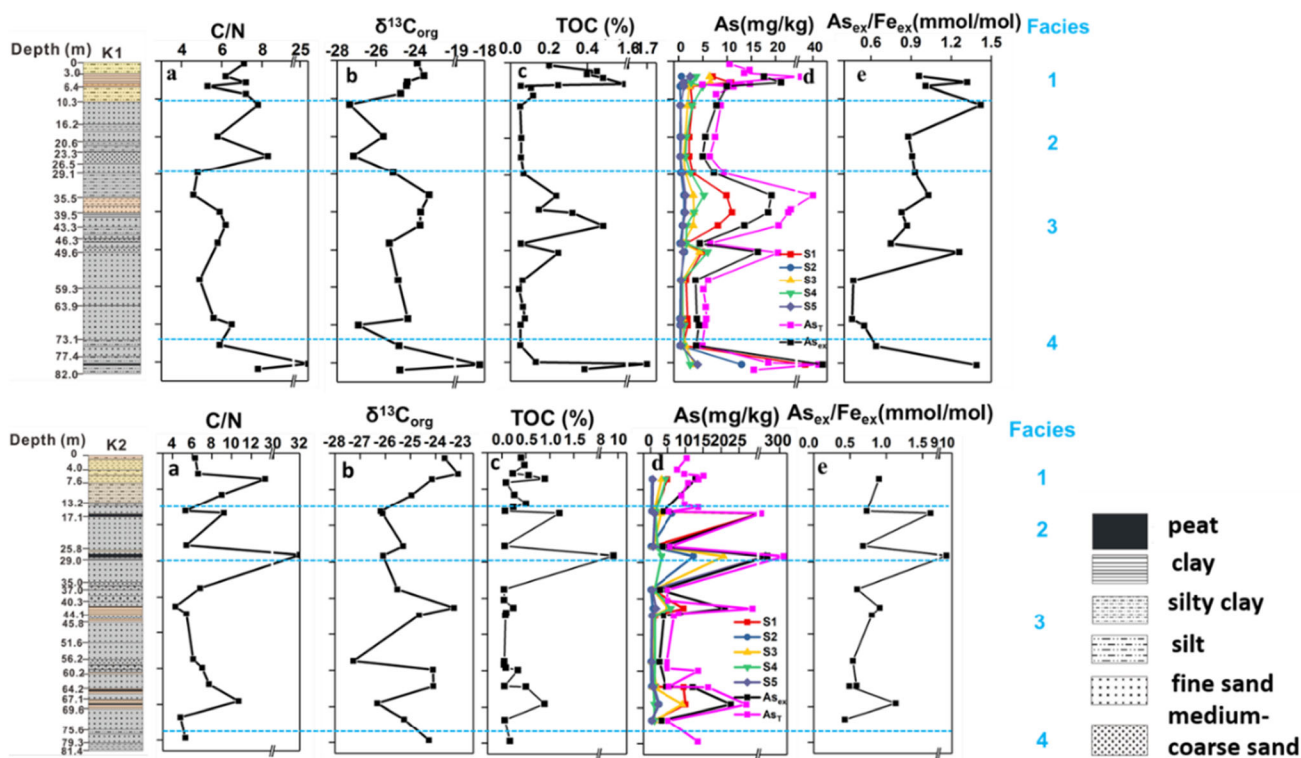 C/N δ¹³Corg TOC (%) As(mg/kg) Asex/Feex(mmol/mol) Facies
Depth (m) K1 4 6 8 25 -28 -26 -24 -19 -18 0.0 0.2 0.4 1.6 1.7 0 5 10 15 20 25 40 0.6 0.9 1.2 1.5
a b c d e
0
3.0
6.4
10.3
16.2
20.6
23.3
26.5
29.1
35.5
39.5
43.3
46.3
49.6
59.3
63.9
73.1
77.4
82.0
S1
S2
S3
S4
S5
AsT
Asex
1
2
3
4
C/N δ¹³Corg TOC (%) As(mg/kg) Asex/Feex(mmol/mol)
Depth (m) K2 4 6 8 10 30 32 -28 -27 -26 -25 -24 -23 0.0 0.5 1.0 1.5 8 10 0 5 10 15 20 25 300 0.0 0.5 1.0 1.5 9 10 Facies
a b c d e
0
4.0
7.6
13.2
17.1
25.8
29.0
35.0
37.0
40.3
44.1
45.8
51.6
56.2
60.2
64.2
67.1
69.6
75.6
79.3
81.4
S1
S2
S3
S4
S5
Asex
AsT
1
2
3
4
peat
clay
silty clay
silt
fine sand
medium-
coarse sand